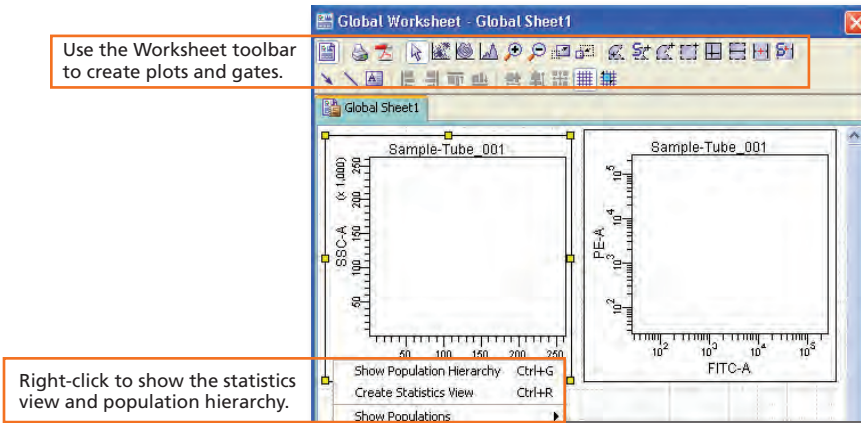 Global Worksheet - Global Sheet1
Use the Worksheet toolbar
to create plots and gates.
Global Sheet1
Sample-Tube_001
(x 1,000)
SSC-A
250
200
150
100
50
50 100 150 200 250
Sample-Tube_001
PE-A
10^5
10^4
10^3
10^2
10^2 10^3 10^4 10^5
FITC-A
Right-click to show the statistics
view and population hierarchy.
Show Population Hierarchy Ctrl+G
Create Statistics View Ctrl+R
Show Populations